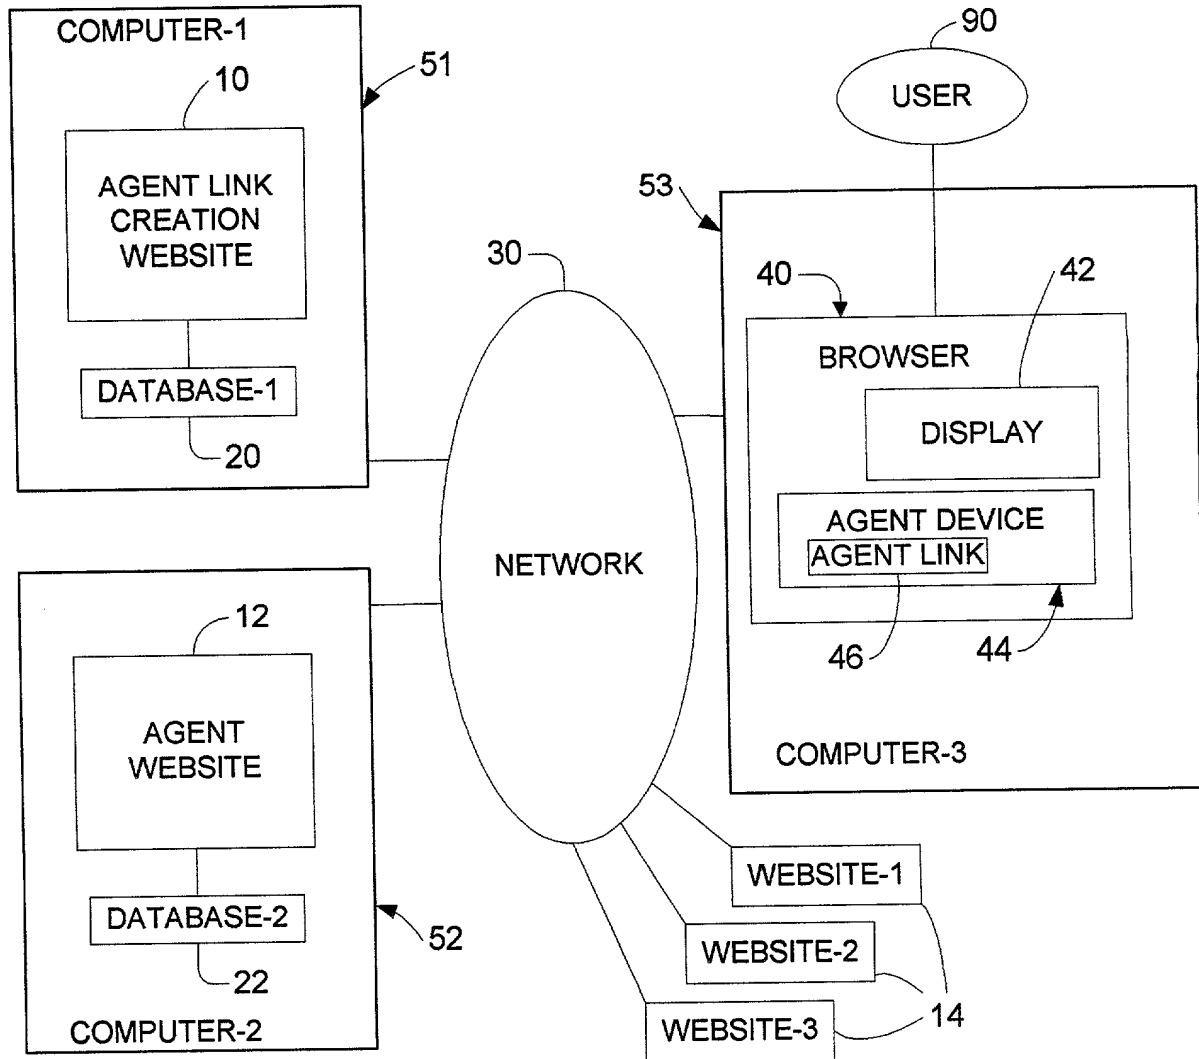 COMPUTER-1
51
10
AGENT LINK
CREATION
WEBSITE
DATABASE-1
20
90
USER
53
30
40
42
BROWSER
DISPLAY
AGENT DEVICE
AGENT LINK
46
44
COMPUTER-3
NETWORK
12
AGENT
WEBSITE
DATABASE-2
22
52
COMPUTER-2
WEBSITE-1
WEBSITE-2
WEBSITE-3
14